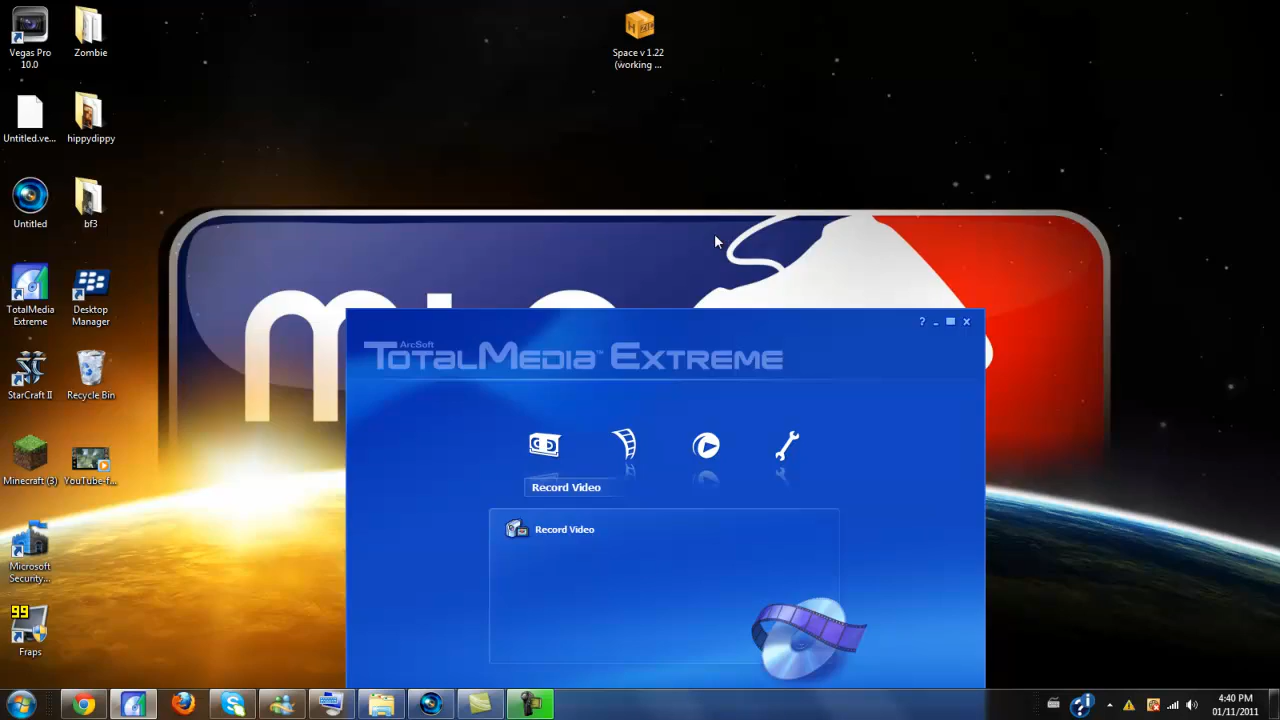 Vegas Pro
10.0
Zombie
Space v 1.22
(working ...
Untitled.ve...
hippydippy
Untitled
bf3
TotalMedia
Extreme
Desktop
Manager
StarCraft II
Recycle Bin
Minecraft (3)
YouTube-f...
Microsoft
Security...
99
Fraps
ArcSoft
TOTALMEDIA™ EXTREME
Record Video
Record Video
4:40 PM
01/11/2011